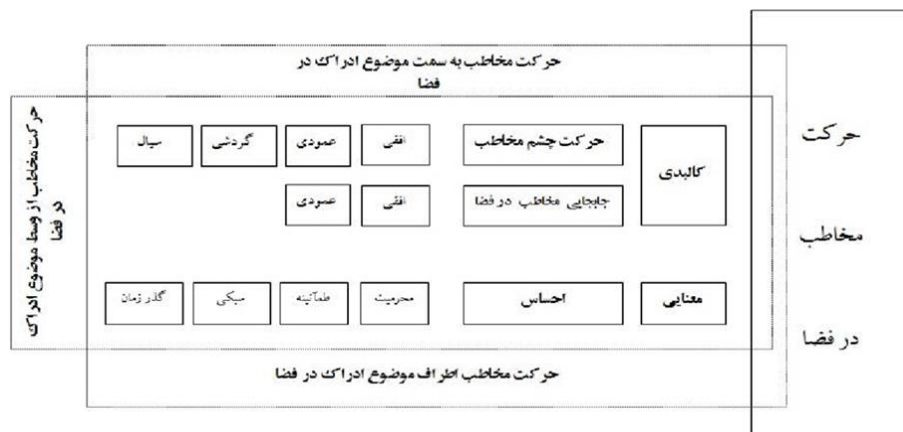 حرکت مخاطب به سمت موضوع ادراک در
فضا
حرکت
مخاطب
در فضا
کالبدی
حرکت چشم مخاطب
افقی
عمودی
گردشی
سیال
جابجایی مخاطب در فضا
افقی
عمودی
معنایی
احساس
محرمیت
طمآنینه
سبکی
گذر زمان
حرکت مخاطب از وسط موضوع ادراک
در فضا
حرکت مخاطب اطراف موضوع ادراک در فضا